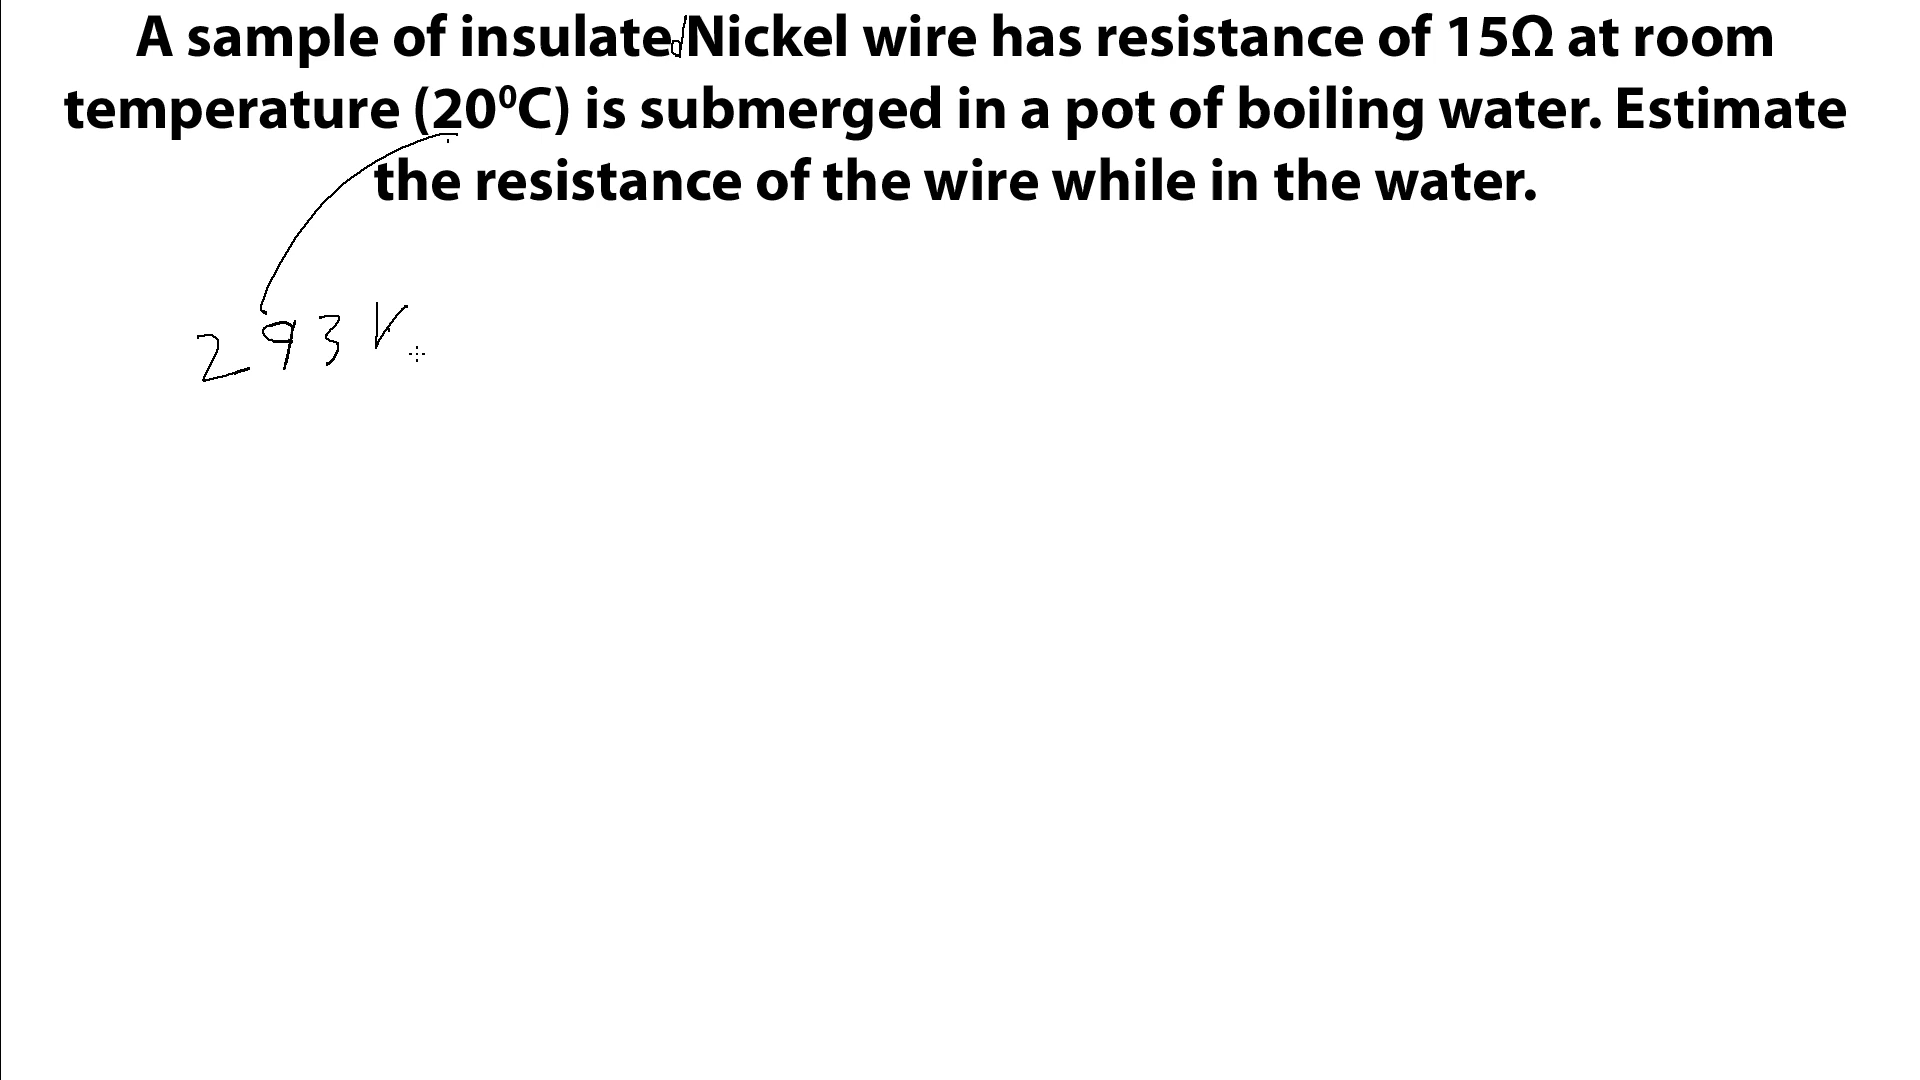 A sample of insulated Nickel wire has resistance of 15Ω at room
temperature (20⁰C) is submerged in a pot of boiling water. Estimate
the resistance of the wire while in the water.
293 K